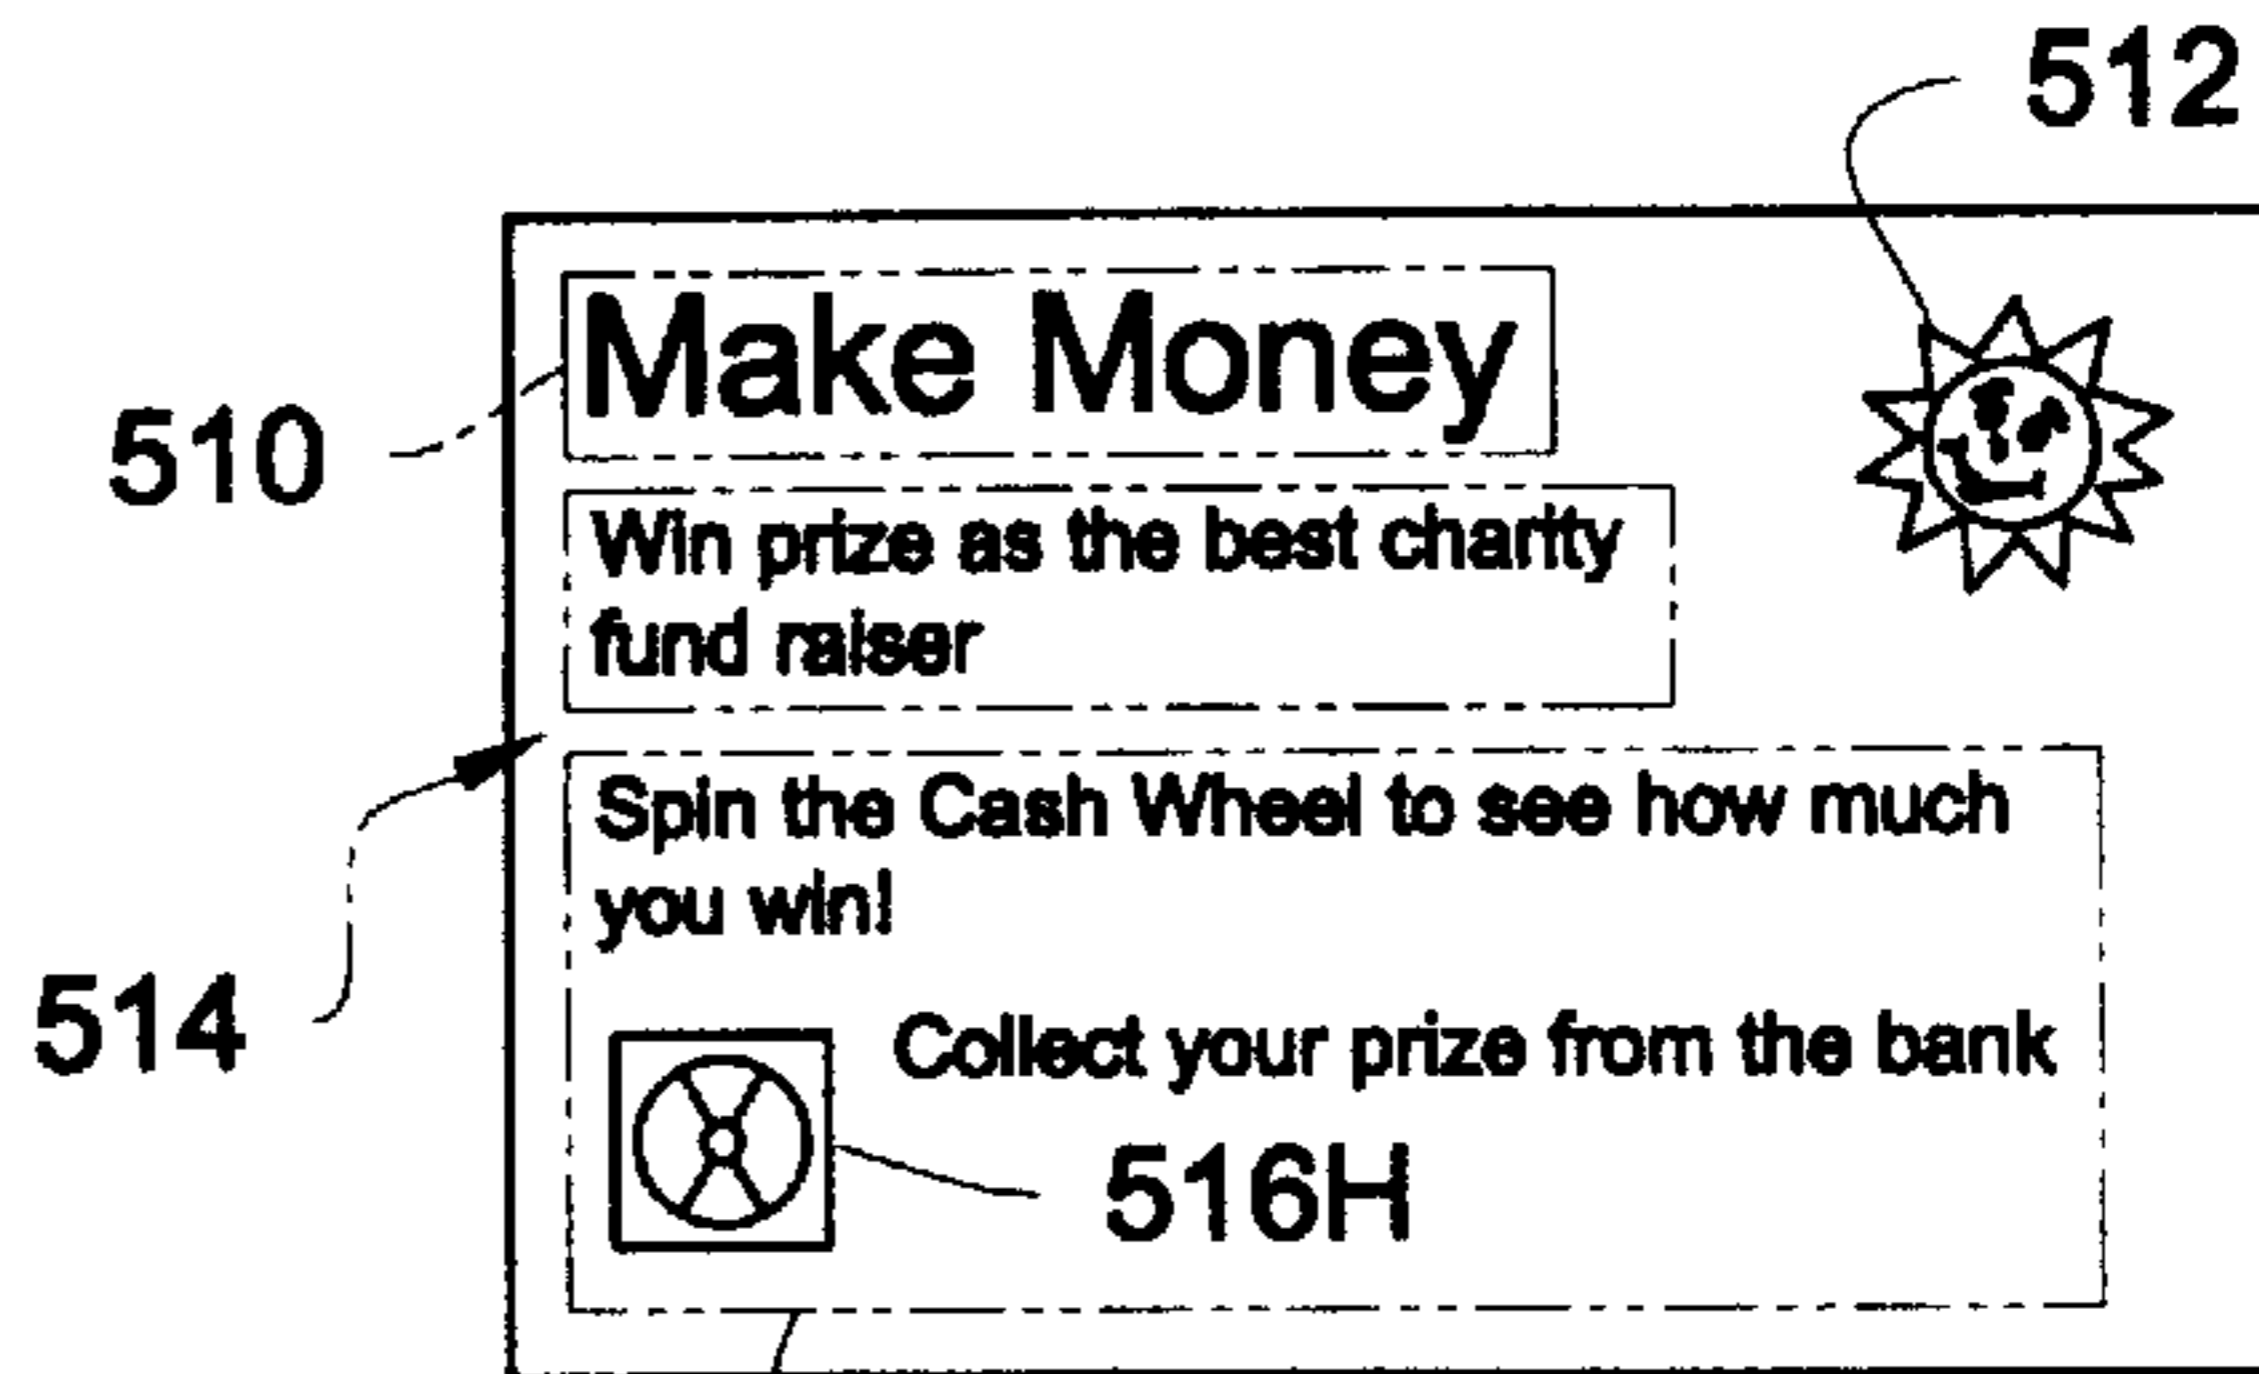 512
Make Money
510
Win prize as the best charity
fund raiser
Spin the Cash Wheel to see how much
you win!
514
Collect your prize from the bank
516H